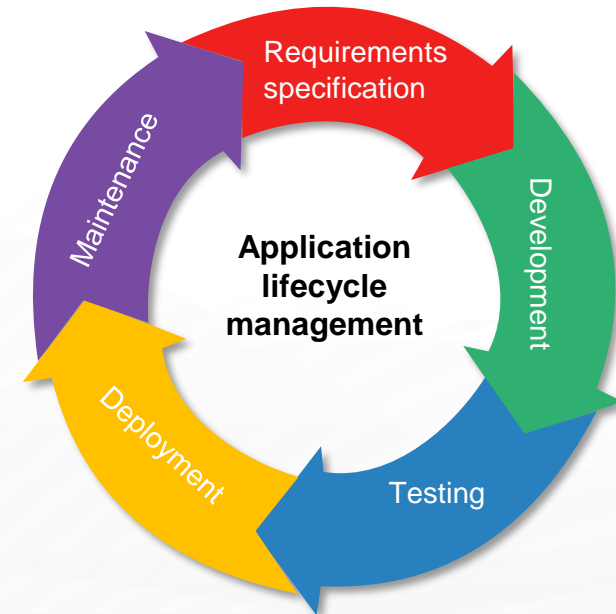 Requirements
specification
Development
Testing
Deployment
Maintenance
Application
lifecycle
management